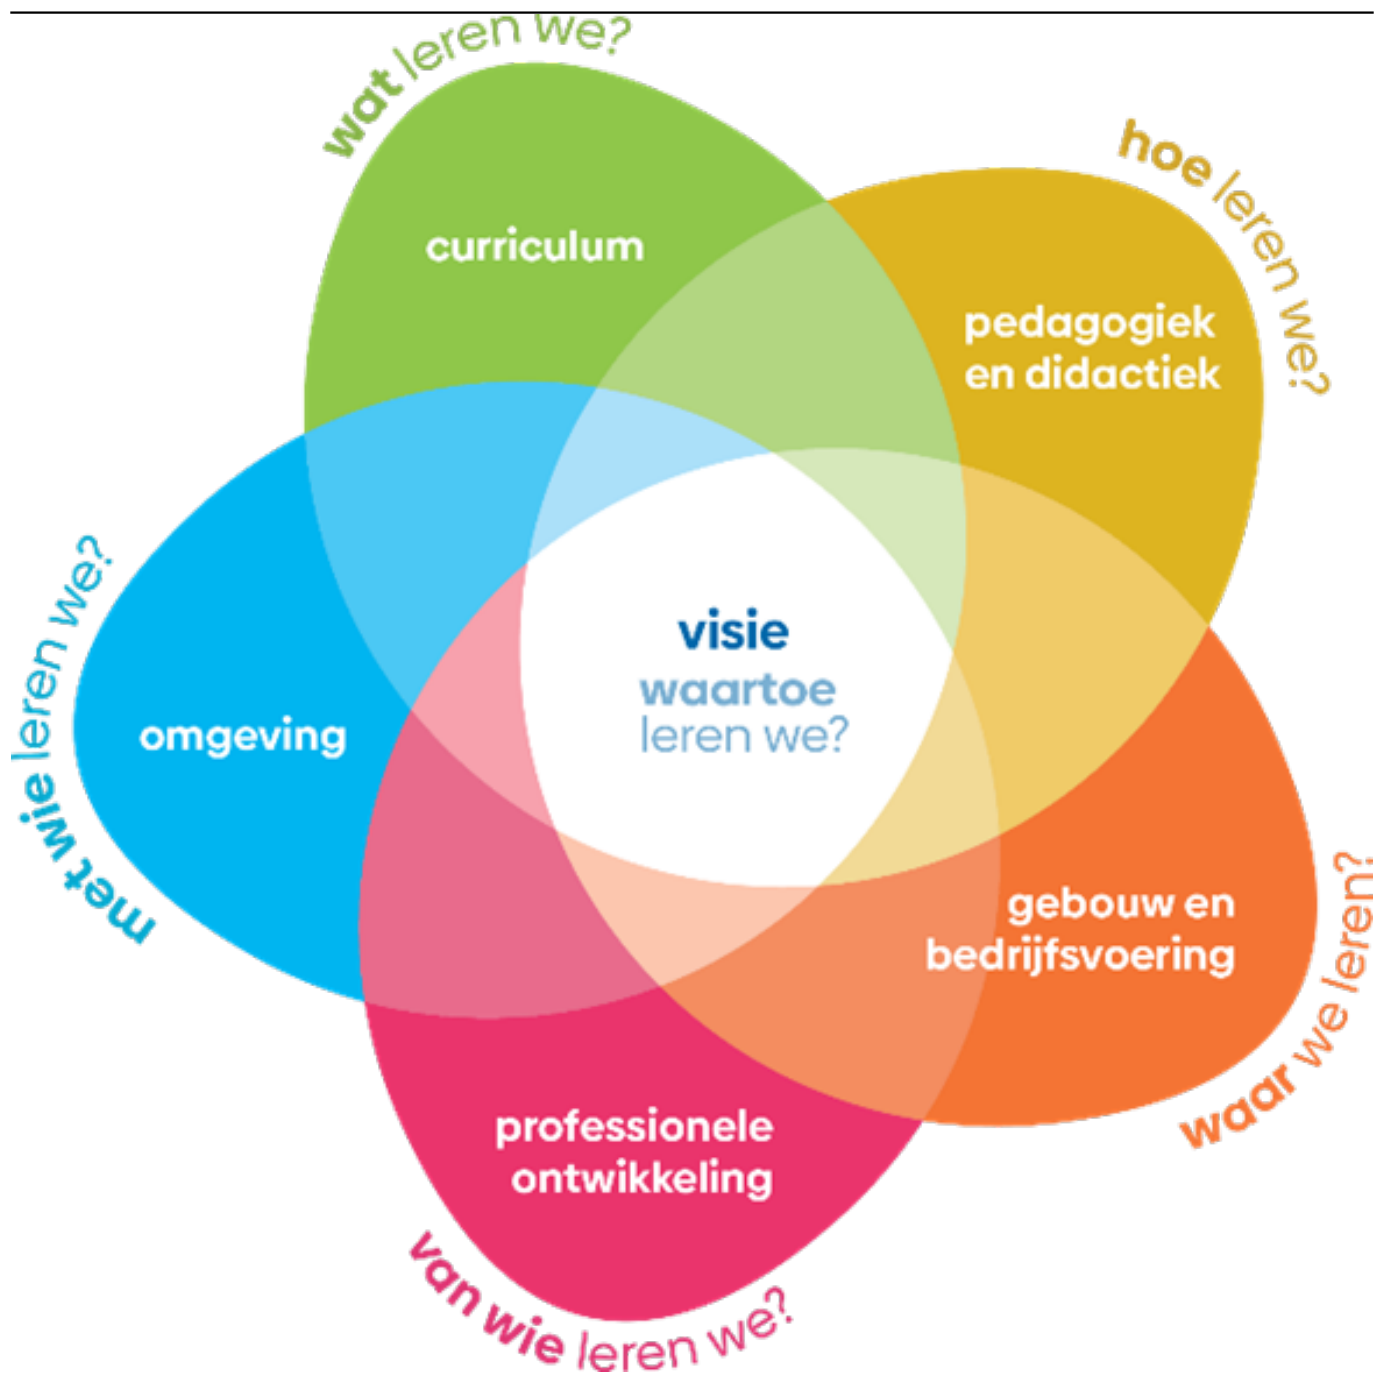 wat leren we?
curriculum
hoe leren we?
pedagogiek
en didactiek
visie
waartoe
leren we?
met wie leren we?
omgeving
gebouw en
bedrijfsvoering
waar we leren?
professionele
ontwikkeling
van wie leren we?